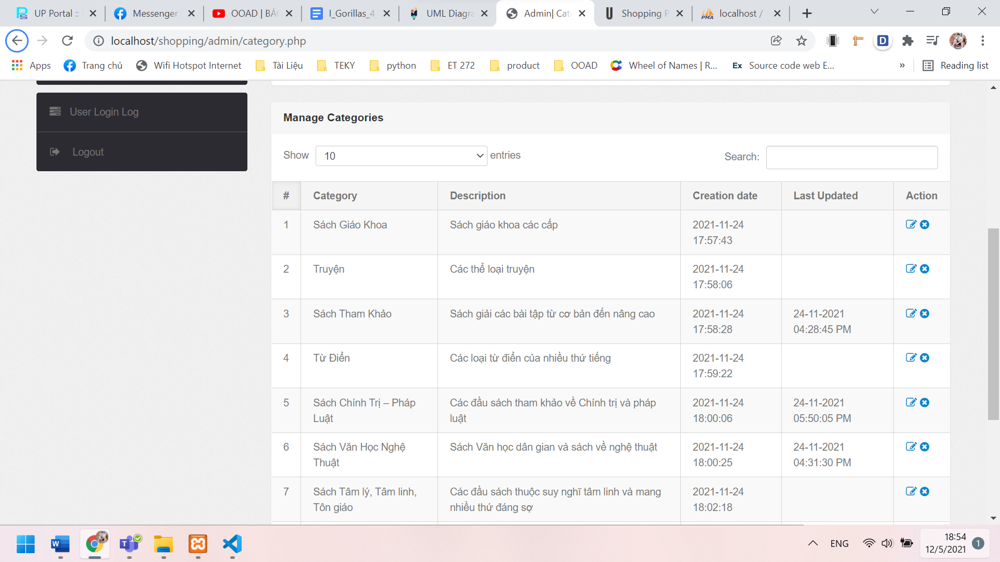 UP Portal ::
Messenger
OOAD | BÁC
I_Gorillas_4_
UML Diagra
Admin| Cat
Shopping P
localhost /
localhost/shopping/admin/category.php
Apps
Trang chủ
Wifi Hotspot Internet
Tài Liệu
TEKY
python
ET 272
product
OOAD
Wheel of Names | R...
Ex Source code web E...
»
Reading list
User Login Log
Logout
Manage Categories
Show 10 entries
Search:
# Category Description Creation date Last Updated Action
1 Sách Giáo Khoa Sách giáo khoa các cấp 2021-11-24
17:57:43
2 Truyện Các thể loại truyện 2021-11-24
17:58:06
3 Sách Tham Khảo Sách giải các bài tập từ cơ bản đến nâng cao 2021-11-24 24-11-2021
17:58:28 04:28:45 PM
4 Từ Điển Các loại từ điển của nhiều thứ tiếng 2021-11-24
17:59:22
5 Sách Chính Trị – Pháp Các đầu sách tham khảo về Chính trị và pháp 2021-11-24 24-11-2021
Luật luật 18:00:06 05:50:05 PM
6 Sách Văn Học Nghệ Sách Văn học dân gian và sách về nghệ thuật 2021-11-24 24-11-2021
Thuật 18:00:25 04:31:30 PM
7 Sách Tâm lý, Tâm linh, Các đầu sách thuộc suy nghĩ tâm linh và mang 2021-11-24
Tôn giáo nhiều thứ đáng sợ 18:02:18
ENG
18:54
12/5/2021
1